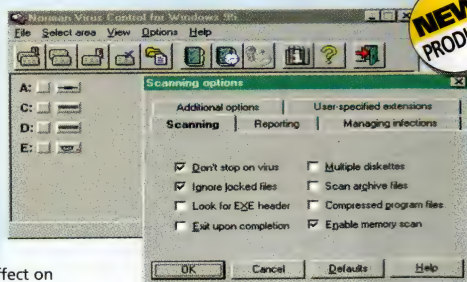 Norman Virus Control for Windows 95
File Select area View Options Help
NEW
PRODU
A:
C:
D:
E:
Scanning options
Additional options
User-specified extensions
Scanning
Reporting
Managing infections
Don't stop on virus
Multiple diskettes
Ignore locked files
Scan archive files
Look for EXE header
Compressed program files
Exit upon completion
Enable memory scan
OK
Cancel
Defaults
Help
ffect on